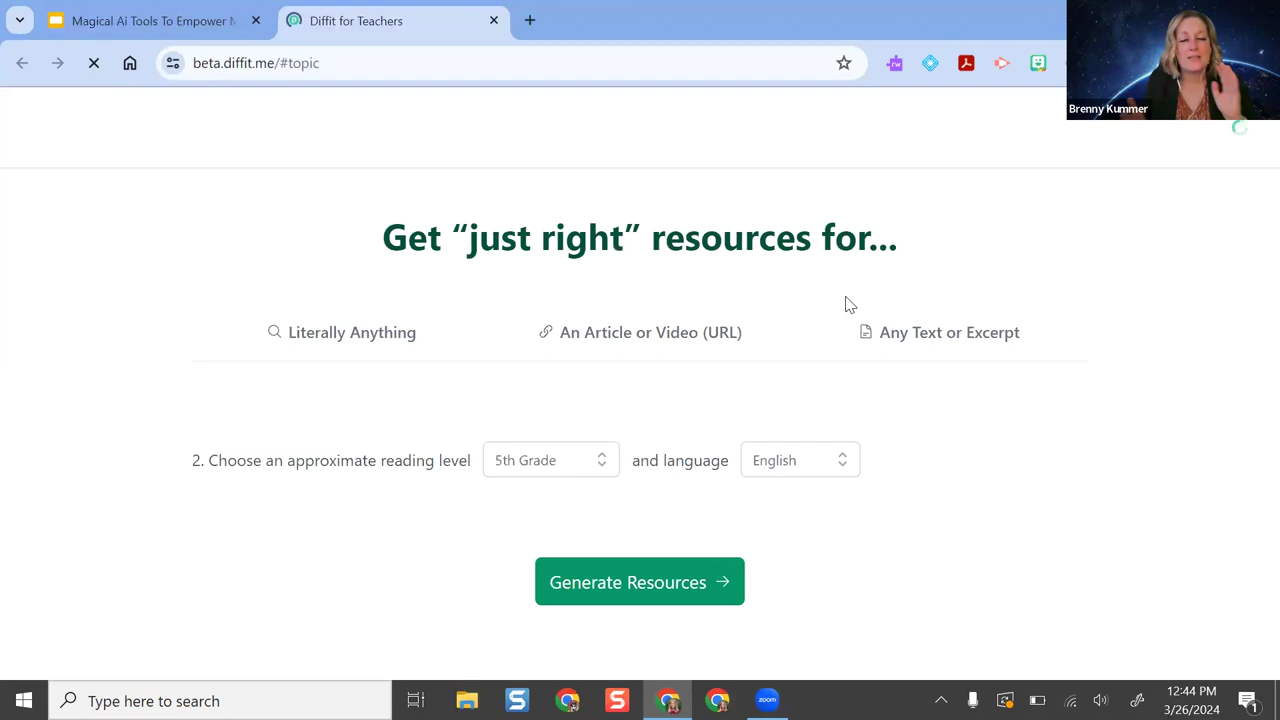 Magical Ai Tools To Empower
Diffit for Teachers
beta.diffit.me/#topic
Brenny Kummer
Get “just right” resources for...
Literally Anything
An Article or Video (URL)
Any Text or Excerpt
2. Choose an approximate reading level
5th Grade
and language
English
Generate Resources
Type here to search
zoom
12:44 PM
3/26/2024
1